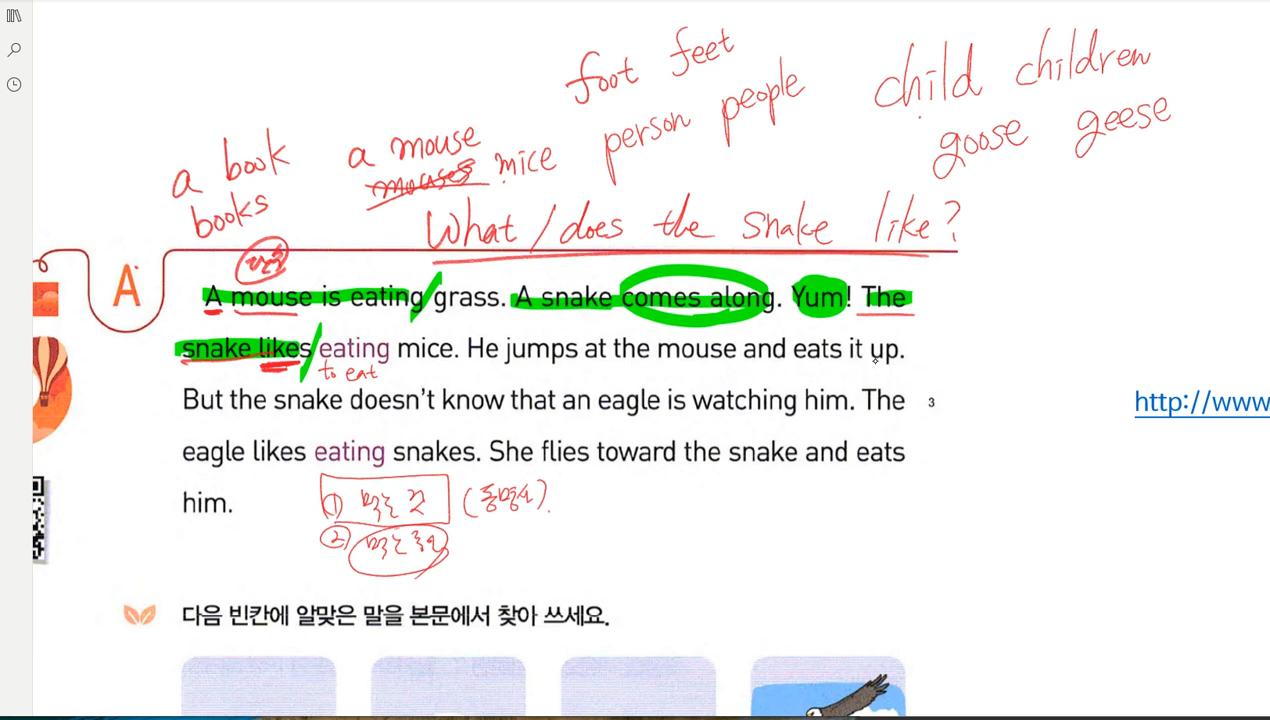 foot feet
child children
person people
goose geese
a mouse
mouses mice
a book
books
What / does the snake like?
단수
A
A mouse is eating / grass. A snake comes along. Yum! The
snake likes / eating mice. He jumps at the mouse and eats it up.
to eat
But the snake doesn't know that an eagle is watching him. The
3
http://www
eagle likes eating snakes. She flies toward the snake and eats
him.
① 먹는 것 (동명사).
② 먹는 중인
다음 빈칸에 알맞은 말을 본문에서 찾아 쓰세요.